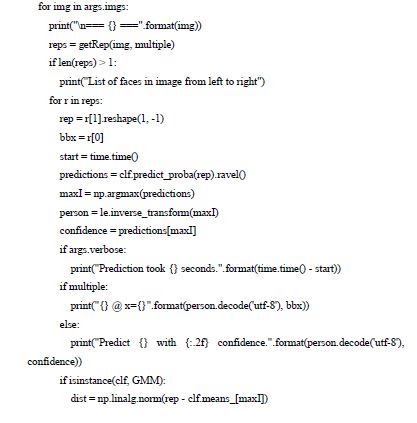 for img in args.imgs:
print("\n=== {} ===".format(img))
reps = getRep(img, multiple)
if len(reps) > 1:
print("List of faces in image from left to right")
for r in reps:
rep = r[1].reshape(1, -1)
bbx = r[0]
start = time.time()
predictions = clf.predict_proba(rep).ravel()
maxI = np.argmax(predictions)
person = le.inverse_transform(maxI)
confidence = predictions[maxI]
if args.verbose:
print("Prediction took {} seconds.".format(time.time() - start))
if multiple:
print("{} @ x={}".format(person.decode('utf-8'), bbx))
else:
print("Predict {} with {:.2f} confidence.".format(person.decode('utf-8'),
confidence))
if isinstance(clf, GMM):
dist = np.linalg.norm(rep - clf.means_[maxI])